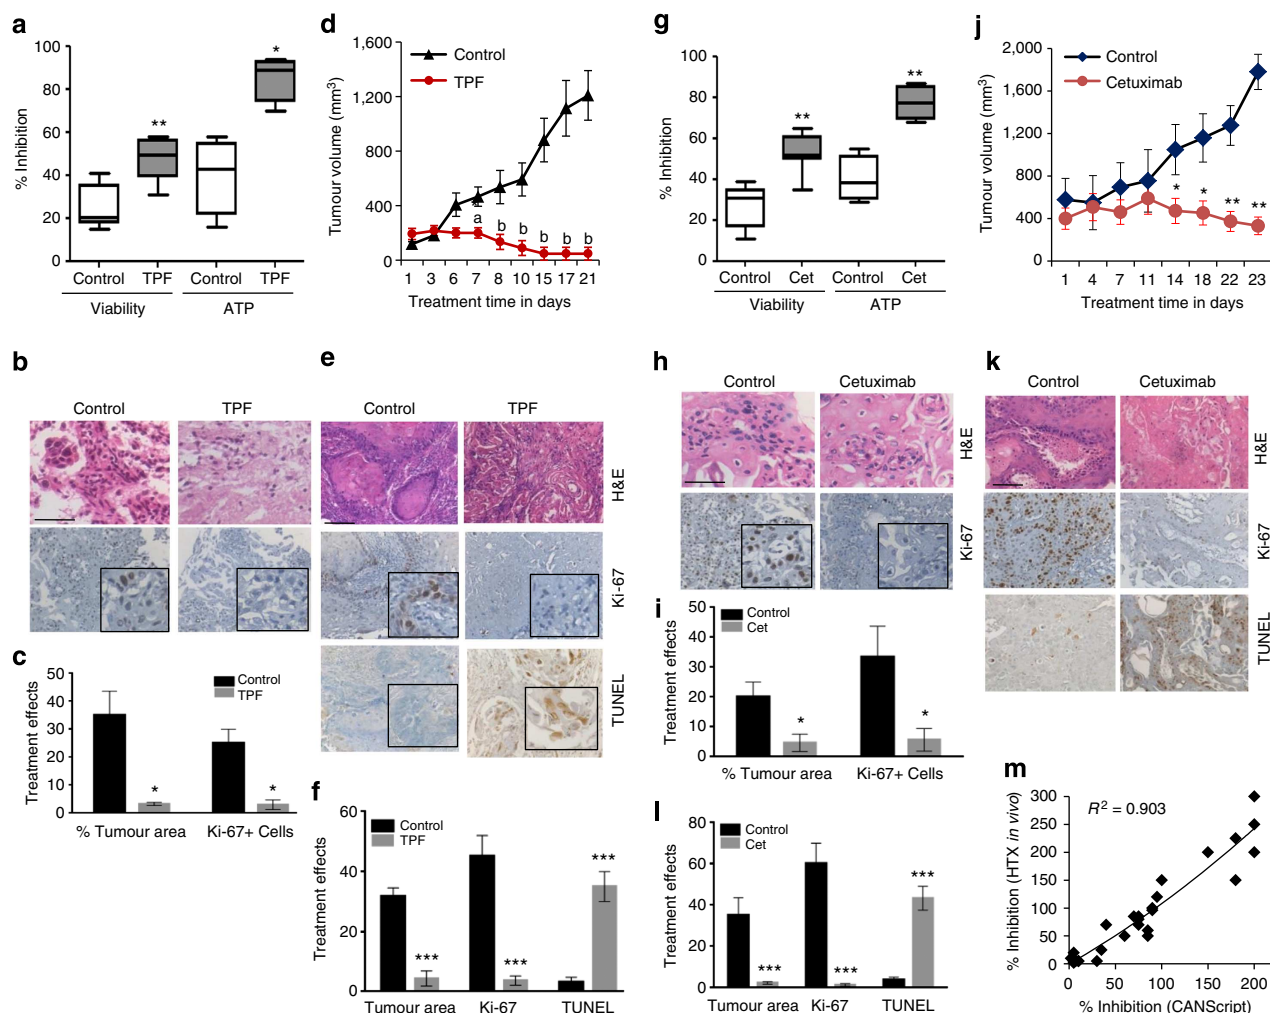 a
100
80
60
40
20
0
% Inhibition
**
*
Control TPF Control TPF
Viability ATP
d
1,600
1,200
800
400
0
Tumour volume (mm3)
Control
TPF
a b b b b b
1 3 6 7 8 10 15 17 21
Treatment time in days
g
100
80
60
40
20
0
% Inhibition
**
**
Control Cet Control Cet
Viability ATP
j
2,000
1,600
1,200
800
400
0
Tumour volume (mm3)
Control
Cetuximab
* * ** **
1 4 7 11 14 18 22 23
Treatment time in days
b
Control TPF
e
Control TPF
H&E
Ki-67
TUNEL
h
Control Cetuximab
H&E
Ki-67
k
Control Cetuximab
H&E
Ki-67
TUNEL
c
50
40
30
20
10
0
Treatment effects
Control
TPF
* *
% Tumour area Ki-67+ Cells
f
60
40
20
0
Treatment effects
Control
TPF
*** *** ***
Tumour area Ki-67 TUNEL
i
50
40
30
20
10
0
Treatment effects
Control
Cet
* *
% Tumour area Ki-67+ Cells
l
80
60
40
20
0
Treatment effects
Control
Cet
*** *** ***
Tumour area Ki-67 TUNEL
m
300
250
200
150
100
50
0
% Inhibition (HTX in vivo)
R2 = 0.903
0 50 100 150 200
% Inhibition (CANScript)